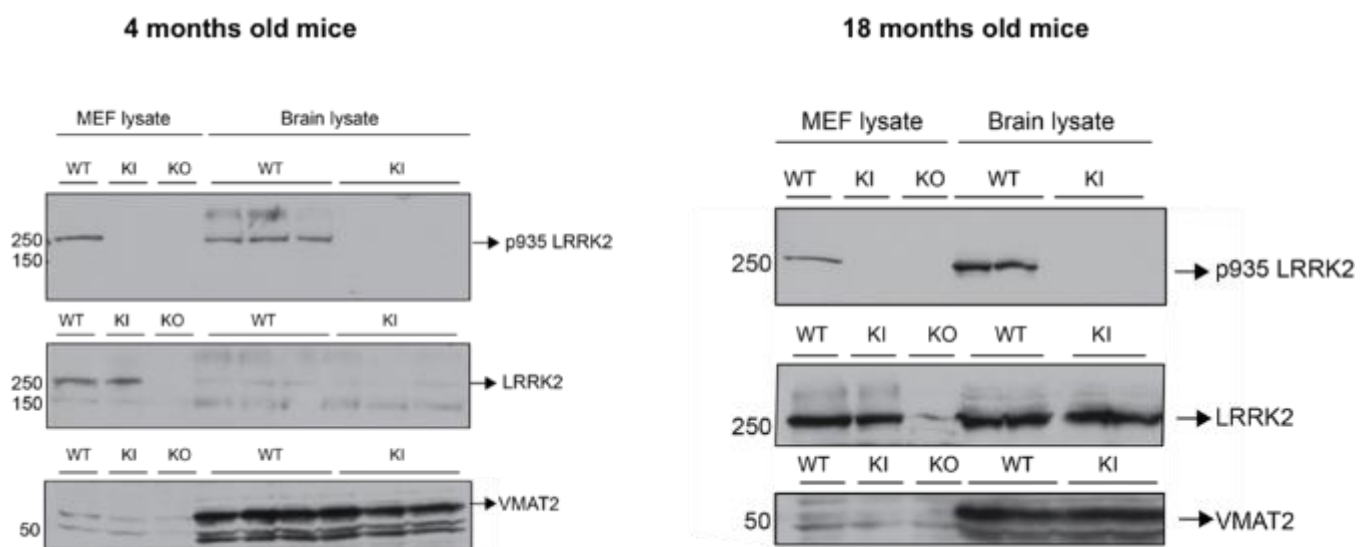 4 months old mice
MEF lysate Brain lysate
WT KI KO WT KI
250
150
p935 LRRK2
WT KI KO WT KI
250
150
LRRK2
WT KI KO WT KI
50
VMAT2
18 months old mice
MEF lysate Brain lysate
WT KI KO WT KI
250
p935 LRRK2
WT KI KO WT KI
250
LRRK2
WT KI KO WT KI
50
VMAT2